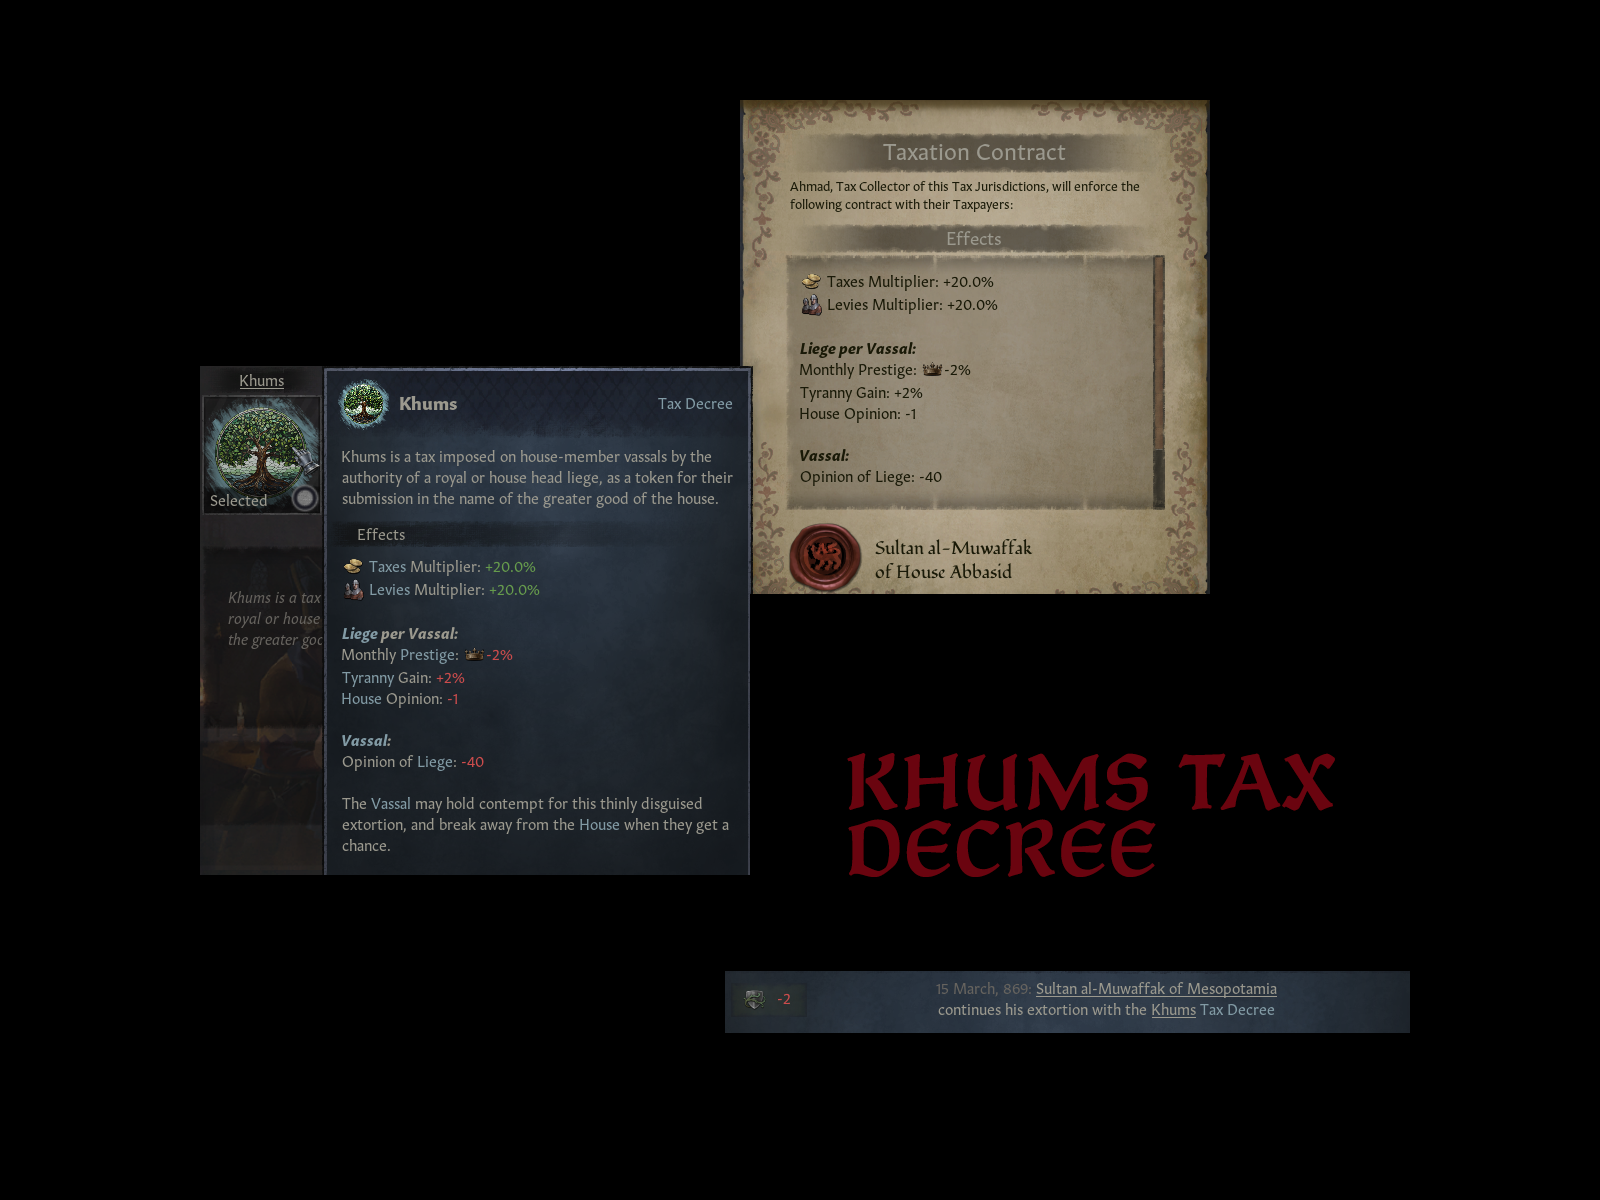 Taxation Contract
Ahmad, Tax Collector of this Tax Jurisdictions, will enforce the
following contract with their Taxpayers:
Effects
Taxes Multiplier: +20.0%
Levies Multiplier: +20.0%
Liege per Vassal:
Monthly Prestige: -2%
Tyranny Gain: +2%
House Opinion: -1
Vassal:
Opinion of Liege: -40
Sultan al-Muwaffak
of House Abbasid
Khums
Selected
Khums is a tax
royal or house
the greater goo
Khums
Tax Decree
Khums is a tax imposed on house-member vassals by the
authority of a royal or house head liege, as a token for their
submission in the name of the greater good of the house.
Effects
Taxes Multiplier: +20.0%
Levies Multiplier: +20.0%
Liege per Vassal:
Monthly Prestige: -2%
Tyranny Gain: +2%
House Opinion: -1
Vassal:
Opinion of Liege: -40
The Vassal may hold contempt for this thinly disguised
extortion, and break away from the House when they get a
chance.
KHUMS TAX
DECREE
-2
15 March, 869: Sultan al-Muwaffak of Mesopotamia
continues his extortion with the Khums Tax Decree